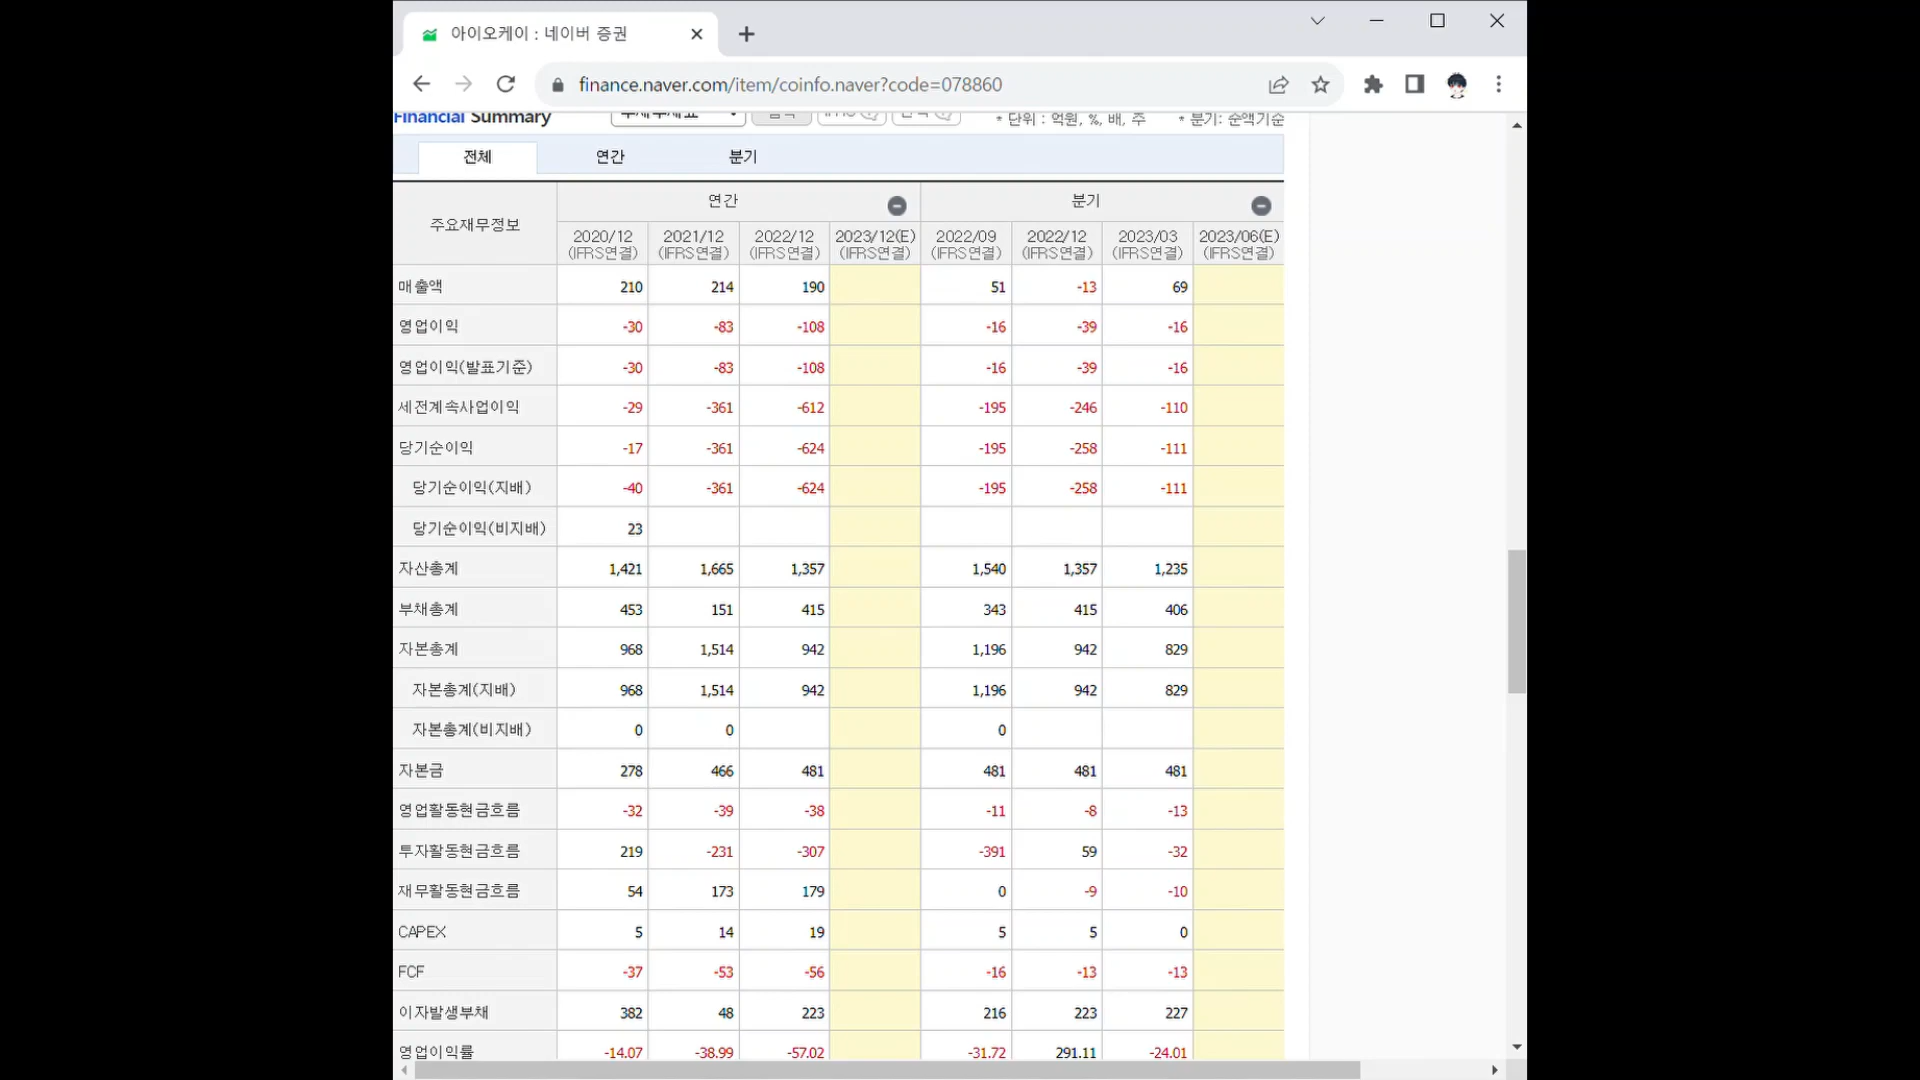 아이오케이 : 네이버 증권
finance.naver.com/item/coinfo.naver?code=078860
Financial Summary * 단위 : 억원, %, 배, 주 * 분기: 순액기준
전체 연간 분기
주요재무정보 연간 분기
2020/12 (IFRS연결) 2021/12 (IFRS연결) 2022/12 (IFRS연결) 2023/12(E) (IFRS연결) 2022/09 (IFRS연결) 2022/12 (IFRS연결) 2023/03 (IFRS연결) 2023/06(E) (IFRS연결)
매출액 210 214 190 51 -13 69
영업이익 -30 -83 -108 -16 -39 -16
영업이익(발표기준) -30 -83 -108 -16 -39 -16
세전계속사업이익 -29 -361 -612 -195 -246 -110
당기순이익 -17 -361 -624 -195 -258 -111
당기순이익(지배) -40 -361 -624 -195 -258 -111
당기순이익(비지배) 23
자산총계 1,421 1,665 1,357 1,540 1,357 1,235
부채총계 453 151 415 343 415 406
자본총계 968 1,514 942 1,196 942 829
자본총계(지배) 968 1,514 942 1,196 942 829
자본총계(비지배) 0 0 0
자본금 278 466 481 481 481 481
영업활동현금흐름 -32 -39 -38 -11 -8 -13
투자활동현금흐름 219 -231 -307 -391 59 -32
재무활동현금흐름 54 173 179 0 -9 -10
CAPEX 5 14 19 5 5 0
FCF -37 -53 -56 -16 -13 -13
이자발생부채 382 48 223 216 223 227
영업이익률 -14.07 -38.99 -57.02 -31.72 291.11 -24.01